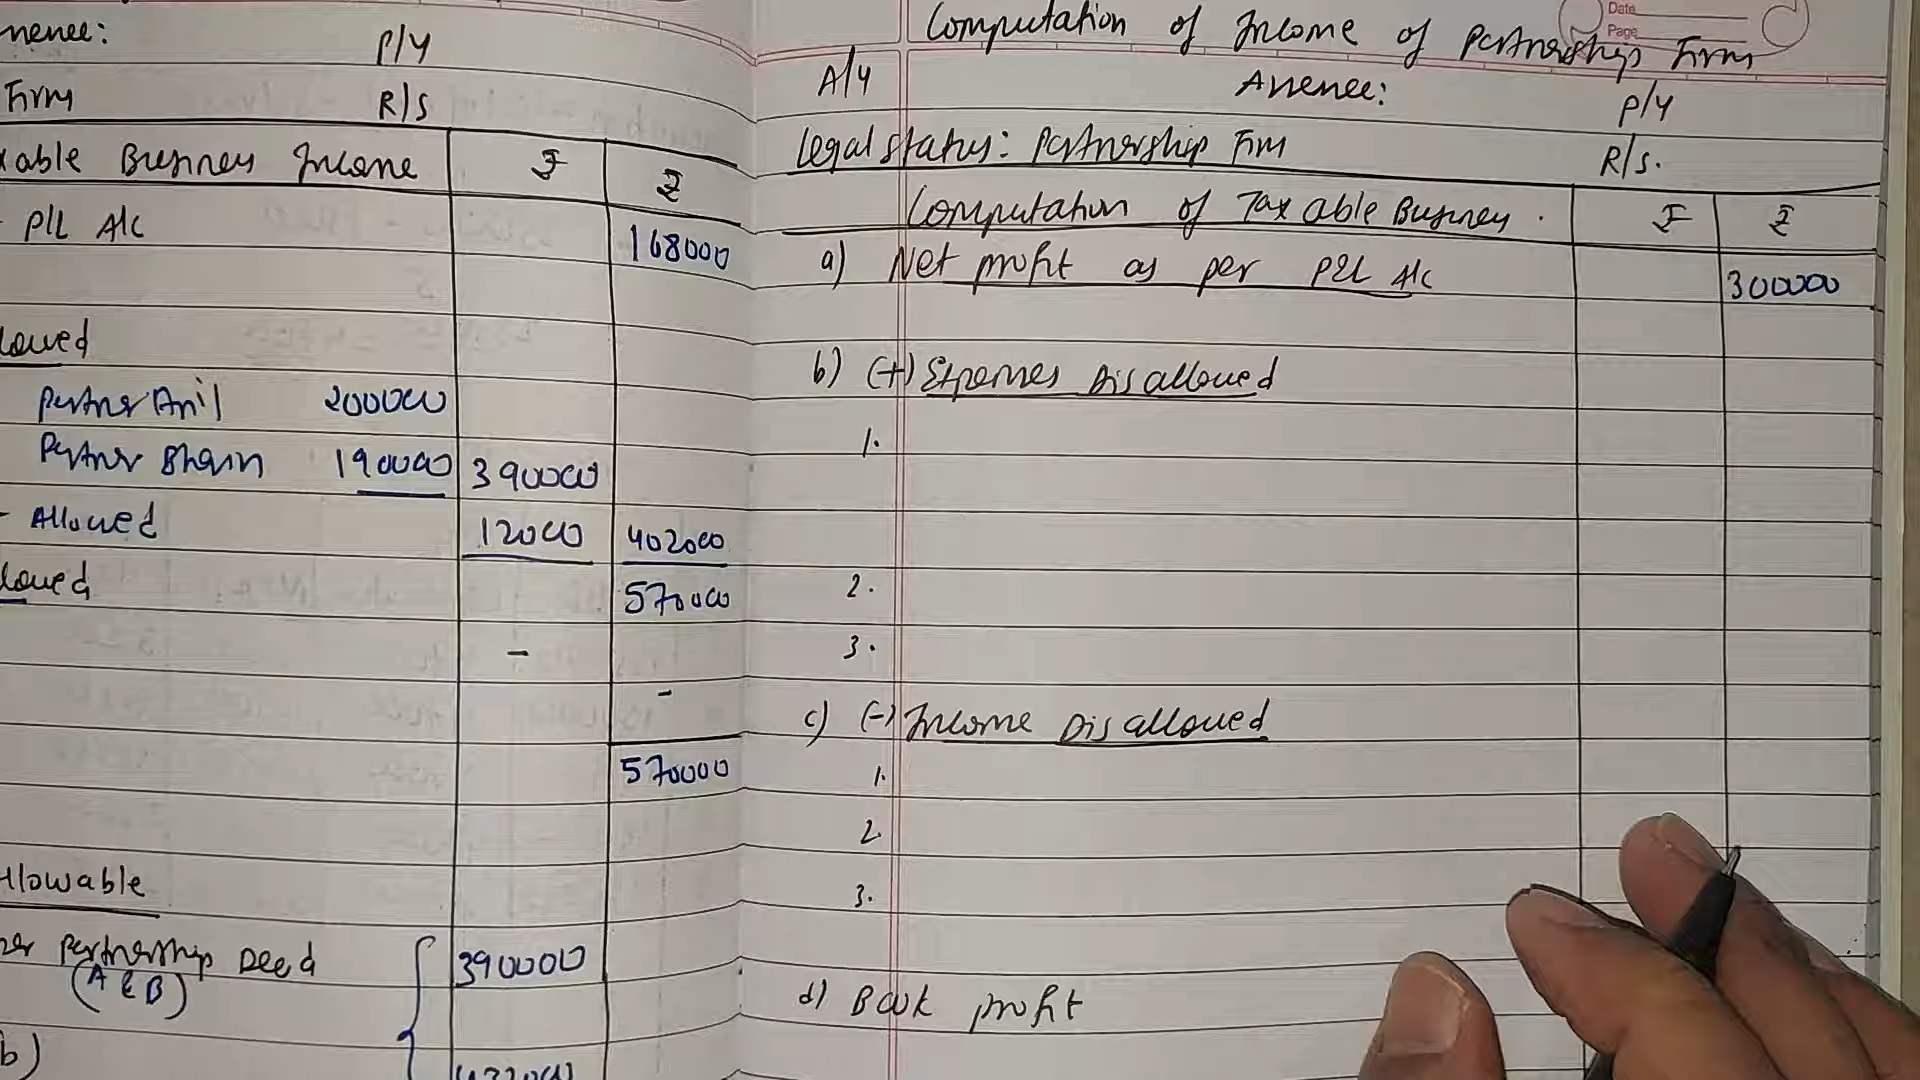 nenee:
P/Y
Firm
R/S
xable Business Income ₹ ₹
P/L A/c 168000
lowed
Partner Anil 200000
Partner 190000 390000
- Allowed 12000 402000
lowed 570000
-
-
570000
llowable
per partnership Deed 390000
(A & B)
b)
Date
Page
Computation of Income of Partnership Firm
A/Y Assessee: P/Y
Legal status: Partnership Firm R/S.
Computation of Taxable Business . ₹ ₹
a) Net profit as per P&L A/c 300000
b) (+) Expenses Disallowed
1.
2.
3.
c) (-) Income Disallowed
1.
2.
3.
d) Book profit